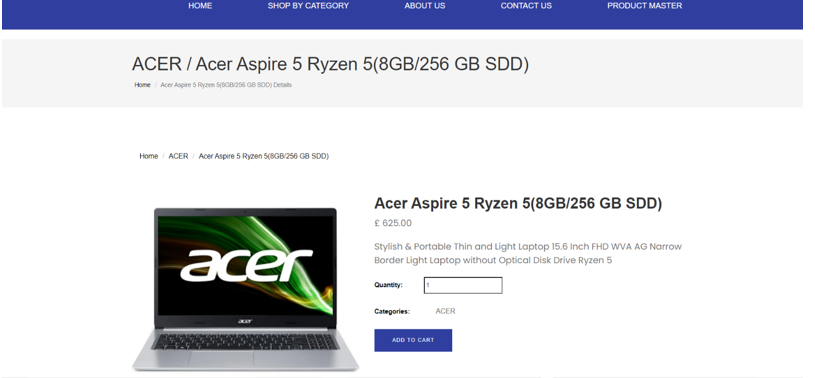 HOME SHOP BY CATEGORY ABOUT US CONTACT US PRODUCT MASTER
ACER / Acer Aspire 5 Ryzen 5(8GB/256 GB SDD)
Home / Acer Aspire 5 Ryzen 5(8GB/256 GB SDD) Details
Home / ACER / Acer Aspire 5 Ryzen 5(8GB/256 GB SDD)
acer
acer
Acer Aspire 5 Ryzen 5(8GB/256 GB SDD)
£ 625.00
Stylish & Portable Thin and Light Laptop 15.6 Inch FHD WVA AG Narrow
Border Light Laptop without Optical Disk Drive Ryzen 5
Quantity: 1
Categories: ACER
ADD TO CART